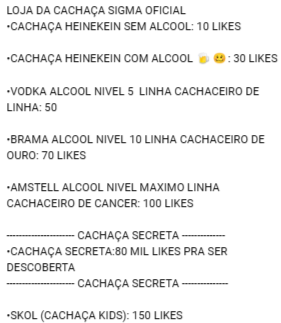 LOJA DA CACHAÇA SIGMA OFICIAL
•CACHAÇA HEINEKEIN SEM ALCOOL: 10 LIKES
•CACHAÇA HEINEKEIN COM ALCOOL 🍺 🥴: 30 LIKES
•VODKA ALCOOL NIVEL 5 LINHA CACHACEIRO DE
LINHA: 50
•BRAMA ALCOOL NIVEL 10 LINHA CACHACEIRO DE
OURO: 70 LIKES
•AMSTELL ALCOOL NIVEL MAXIMO LINHA
CACHACEIRO DE CANCER: 100 LIKES
---------------------- CACHAÇA SECRETA --------------
•CACHAÇA SECRETA:80 MIL LIKES PRA SER
DESCOBERTA
---------------------- CACHAÇA SECRETA ---------------
•SKOL (CACHAÇA KIDS): 150 LIKES